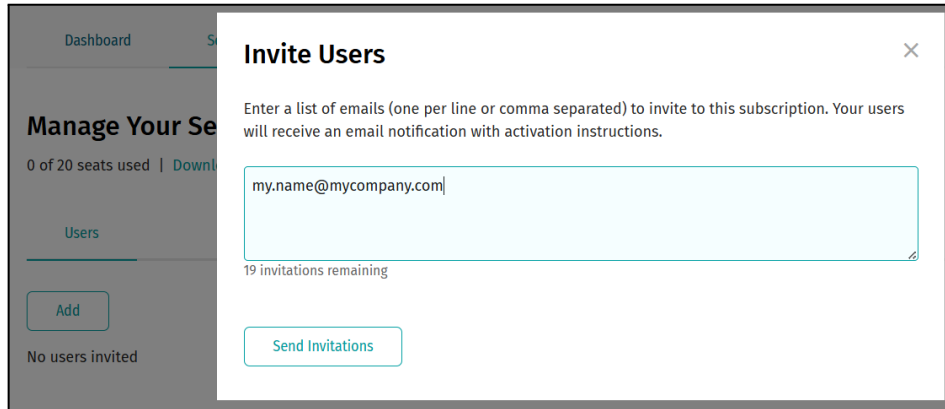 Dashboard
Invite Users
Enter a list of emails (one per line or comma separated) to invite to this subscription. Your users
will receive an email notification with activation instructions.
Manage Your Se
0 of 20 seats used | Downl
my.name@mycompany.com
Users
19 invitations remaining
Add
Send Invitations
No users invited